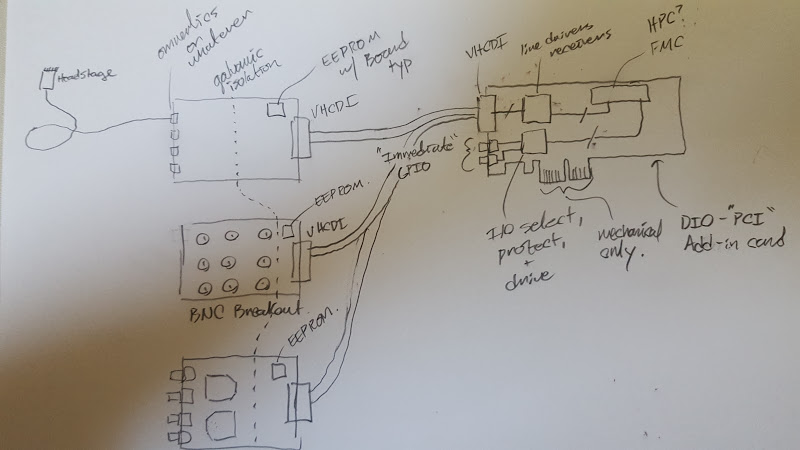 Headstage
omnetics
or
whatever
galvanic
isolation
EEPROM
w/ Board
typ
VHCDI
VHCDI
line drivers
receivers
HPC?
FMC
"Immediate"
GPIO
EEPROM.
VHCDI
BNC Breakout
EEPROM.
I/O select,
protect,
+
drive
mechanical
only.
DIO-"PCI"
Add-in card